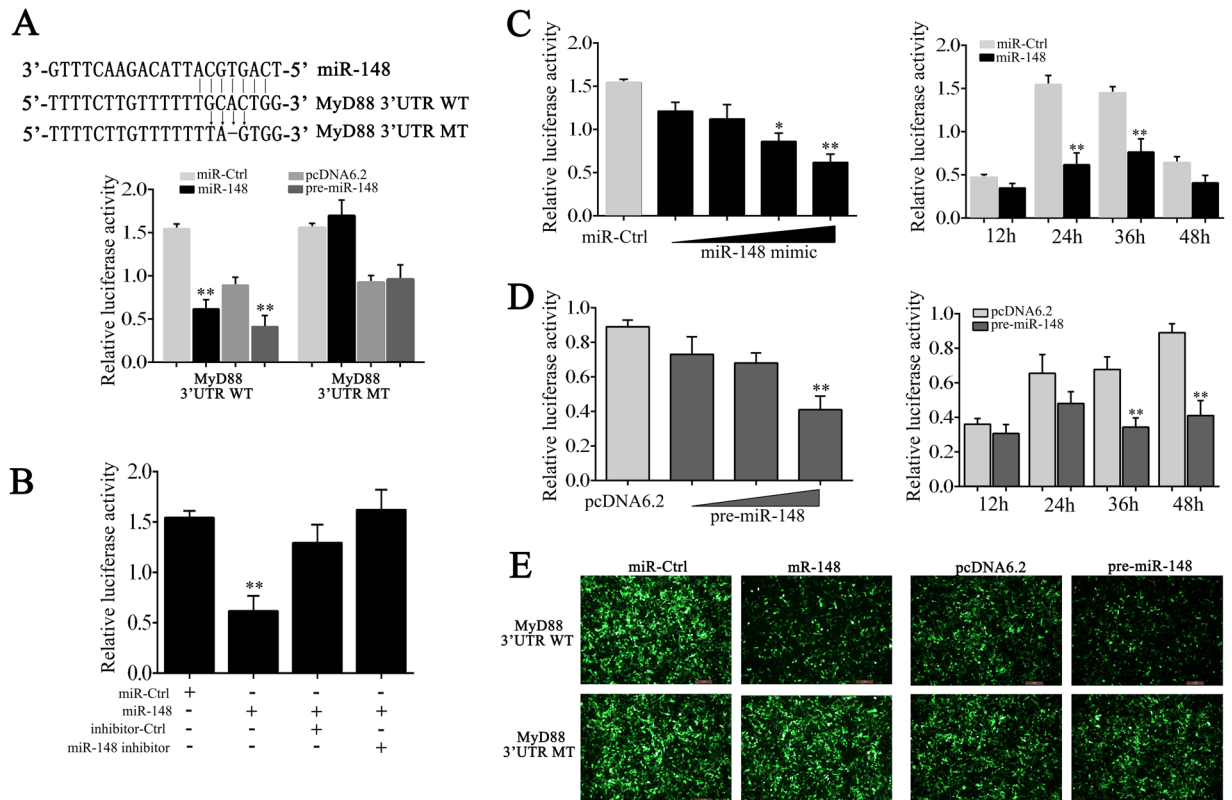 A
3'-GTTTCAAGACATTACGTGACT-5' miR-148
5'-TTTTCTTGTTTTTTGCACTGG-3' MyD88 3'UTR WT
5'-TTTTCTTGTTTTTTTA-GTGG-3' MyD88 3'UTR MT
miR-Ctrl
miR-148
pcDNA6.2
pre-miR-148
Relative luciferase activity
2.0
1.5
1.0
0.5
0.0
**
**
MyD88
3'UTR WT
MyD88
3'UTR MT
B
Relative luciferase activity
2.0
1.5
1.0
0.5
0.0
**
miR-Ctrl + - - -
miR-148 - + + +
inhibitor-Ctrl - - + -
miR-148 inhibitor - - - +
C
Relative luciferase activity
2.0
1.5
1.0
0.5
0.0
*
**
miR-Ctrl
miR-148 mimic
Relative luciferase activity
2.0
1.5
1.0
0.5
0.0
miR-Ctrl
miR-148
**
**
12h 24h 36h 48h
D
Relative luciferase activity
1.0
0.8
0.6
0.4
0.2
0.0
**
pcDNA6.2
pre-miR-148
Relative luciferase activity
1.0
0.8
0.6
0.4
0.2
0.0
pcDNA6.2
pre-miR-148
**
**
12h 24h 36h 48h
E
miR-Ctrl mR-148 pcDNA6.2 pre-miR-148
MyD88
3'UTR WT
MyD88
3'UTR MT